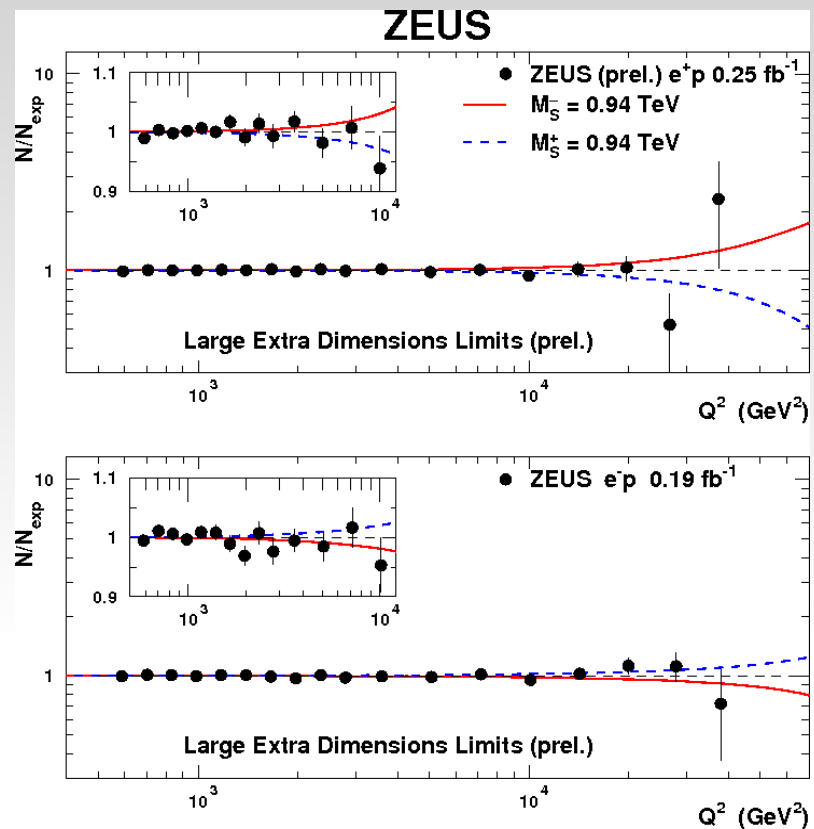 ZEUS
10
1
N/N_exp
1.1
1
0.9
10³
10⁴
● ZEUS (prel.) e⁺p 0.25 fb⁻¹
M_S⁻ = 0.94 TeV
M_S⁺ = 0.94 TeV
Large Extra Dimensions Limits (prel.)
10³
10⁴
Q² (GeV²)
10
1
N/N_exp
1.1
1
0.9
10³
10⁴
● ZEUS e⁻p 0.19 fb⁻¹
Large Extra Dimensions Limits (prel.)
10³
10⁴
Q² (GeV²)